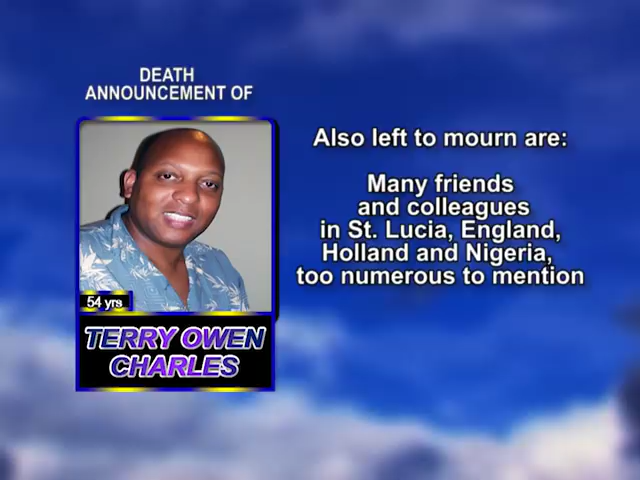 DEATH
ANNOUNCEMENT OF
54 yrs
TERRY OWEN
CHARLES
Also left to mourn are:
Many friends
and colleagues
in St. Lucia, England,
Holland and Nigeria,
too numerous to mention